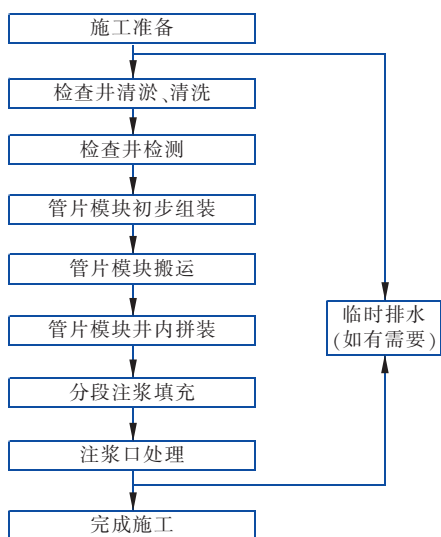 施工准备
检查井清淤、清洗
检查井检测
管片模块初步组装
管片模块搬运
管片模块井内拼装
临时排水
(如有需要)
分段注浆填充
注浆口处理
完成施工